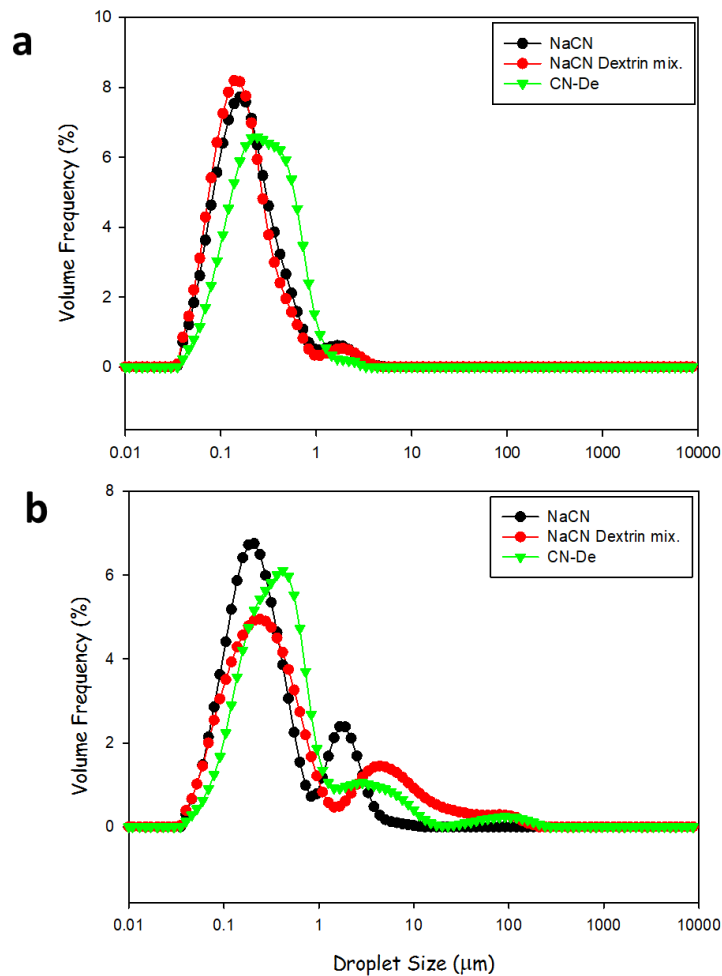 a
10
8
6
4
2
0
Volume Frequency (%)
NaCN
NaCN Dextrin mix.
CN-De
0.01 0.1 1 10 100 1000 10000
b
8
6
4
2
0
Volume Frequency (%)
NaCN
NaCN Dextrin mix.
CN-De
0.01 0.1 1 10 100 1000 10000
Droplet Size (μm)